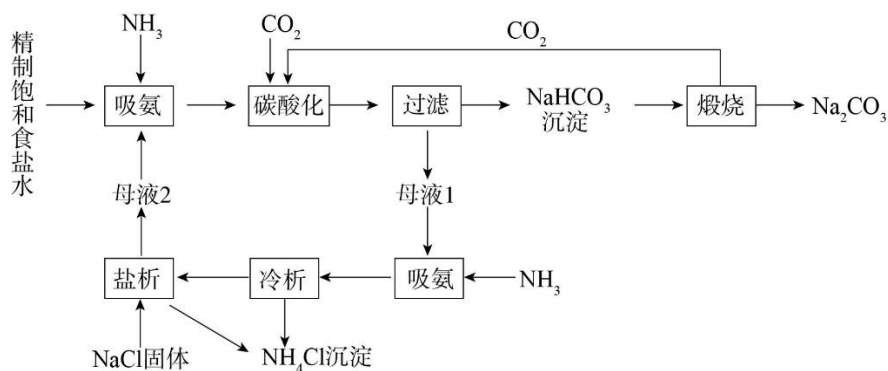 精制饱和食盐水
NH₃
CO₂
CO₂
吸氨
碳酸化
过滤
NaHCO₃
沉淀
煅烧
Na₂CO₃
母液2
母液1
盐析
冷析
吸氨
NH₃
NaCl固体
NH₄Cl沉淀